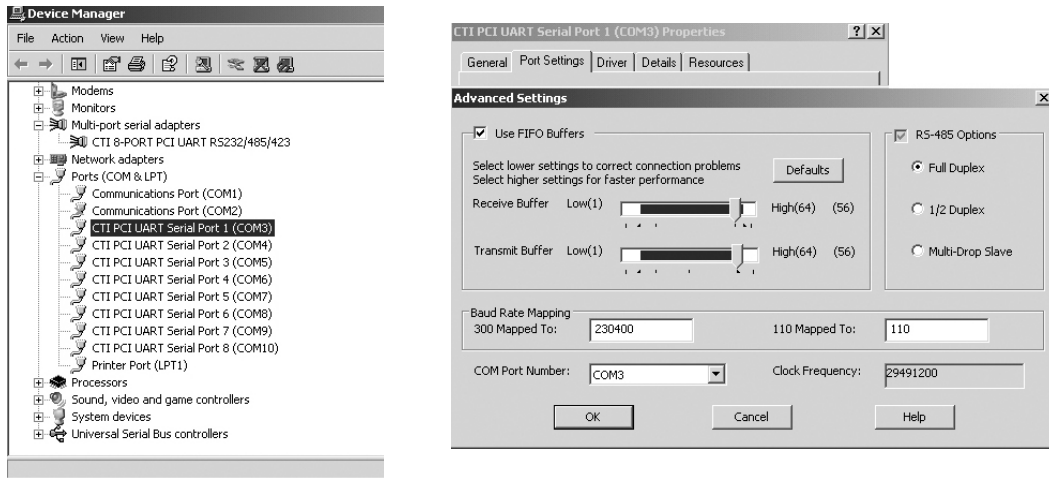 Device Manager
File Action View Help
Modems
Monitors
Multi-port serial adapters
CTI 8-PORT PCI UART RS232/485/423
Network adapters
Ports (COM & LPT)
Communications Port (COM1)
Communications Port (COM2)
CTI PCI UART Serial Port 1 (COM3)
CTI PCI UART Serial Port 2 (COM4)
CTI PCI UART Serial Port 3 (COM5)
CTI PCI UART Serial Port 4 (COM6)
CTI PCI UART Serial Port 5 (COM7)
CTI PCI UART Serial Port 6 (COM8)
CTI PCI UART Serial Port 7 (COM9)
CTI PCI UART Serial Port 8 (COM10)
Printer Port (LPT1)
Processors
Sound, video and game controllers
System devices
Universal Serial Bus controllers
CTI PCI UART Serial Port 1 (COM3) Properties
General Port Settings Driver Details Resources
Advanced Settings
Use FIFO Buffers
Select lower settings to correct connection problems
Select higher settings for faster performance
Defaults
Receive Buffer Low(1) High(64) (56)
Transmit Buffer Low(1) High(64) (56)
RS-485 Options
Full Duplex
1/2 Duplex
Multi-Drop Slave
Baud Rate Mapping
300 Mapped To: 230400 110 Mapped To: 110
COM Port Number: COM3 Clock Frequency: 29491200
OK Cancel Help